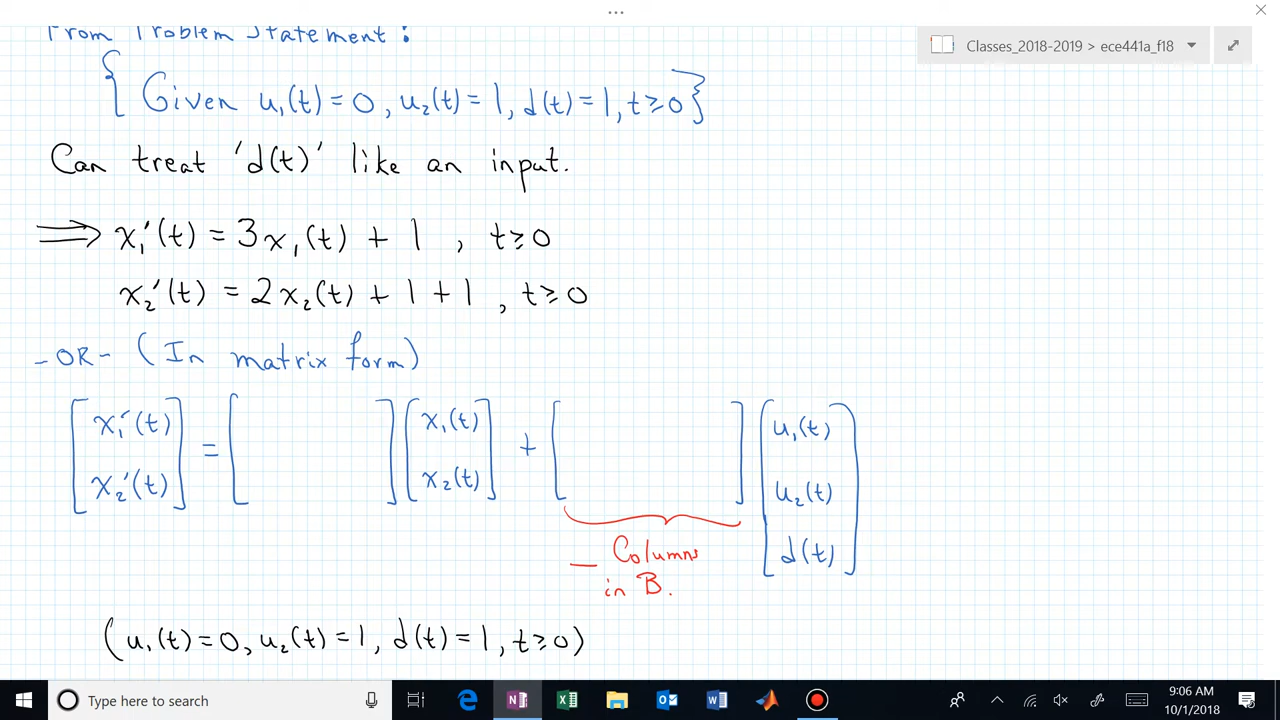 From Problem Statement:
Classes_2018-2019 > ece441a_f18
{Given u₁(t)=0, u₂(t)=1, d(t)=1, t≥0}
Can treat 'd(t)' like an input.
⟹ x₁'(t) = 3x₁(t) + 1 , t≥0
x₂'(t) = 2x₂(t) + 1 + 1 , t≥0
-OR- (In matrix form)
[x₁'(t) x₂'(t)] = [ ] [x₁(t) x₂(t)] + [ ] [u₁(t) u₂(t) d(t)]
_ Columns
in B.
(u₁(t)=0, u₂(t)=1, d(t)=1, t≥0)
Type here to search
9:06 AM
10/1/2018